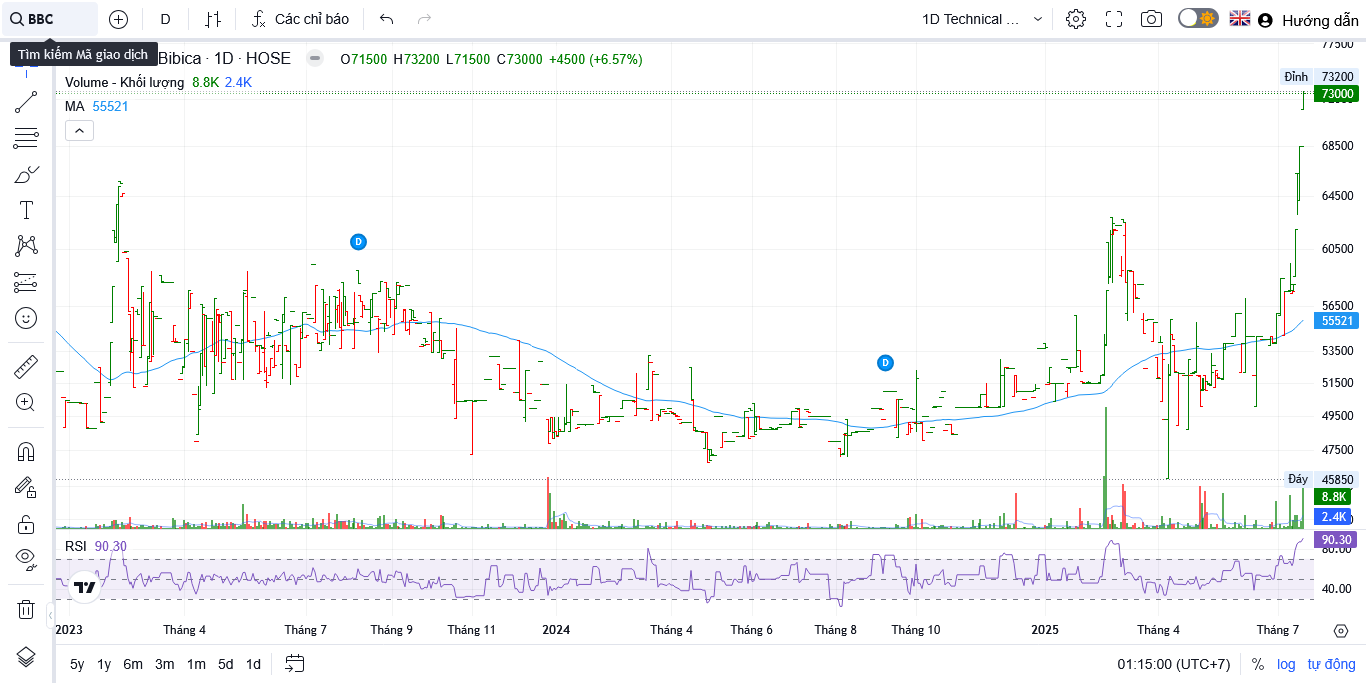 BBC
D
Các chỉ báo
1D Technical ...
Hướng dẫn
Tìm kiếm Mã giao dịch
Bibica · 1D · HOSE
O71500 H73200 L71500 C73000 +4500 (+6.57%)
Volume - Khối lượng 8.8K 2.4K
MA 55521
77500
Đỉnh 73200
73000
68500
64500
60500
56500
55521
53500
51500
49500
47500
Đáy 45850
8.8K
2.4K
D
D
RSI 90.30
90.30
80.00
40.00
2023 Tháng 4 Tháng 7 Tháng 9 Tháng 11 2024 Tháng 4 Tháng 6 Tháng 8 Tháng 10 2025 Tháng 4 Tháng 7
5y 1y 6m 3m 1m 5d 1d
01:15:00 (UTC+7) % log tự động